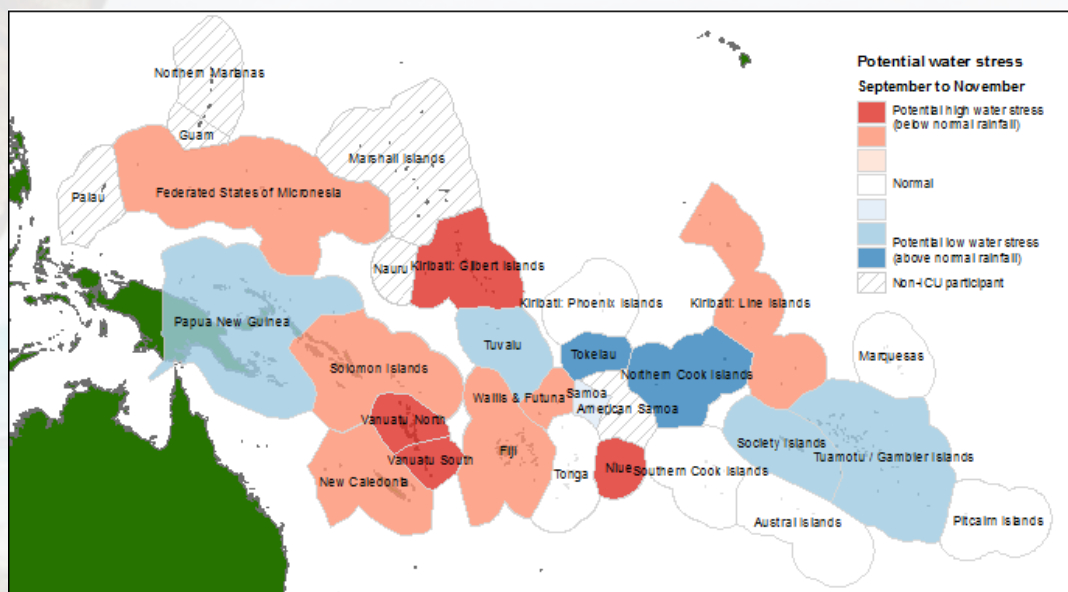 Potential water stress
September to November
Potential high water stress
(below normal rainfall)
Normal
Potential low water stress
(above normal rainfall)
Non-ICU participant
Northern Marianas
Guam
Marshall Islands
Palau
Federated States of Micronesia
Nauru
Kiribati: Gilbert Islands
Kiribati: Phoenix Islands
Kiribati: Line Islands
Papua New Guinea
Tuvalu
Tokelau
Marquesas
Solomon Islands
Northern Cook Islands
Wallis & Futuna
Samoa
American Samoa
Vanuatu North
Society Islands
Vanuatu South
Fiji
Tuamotu / Gambier Islands
New Caledonia
Tonga
Niue
Southern Cook Islands
Austral Islands
Pitcairn Islands